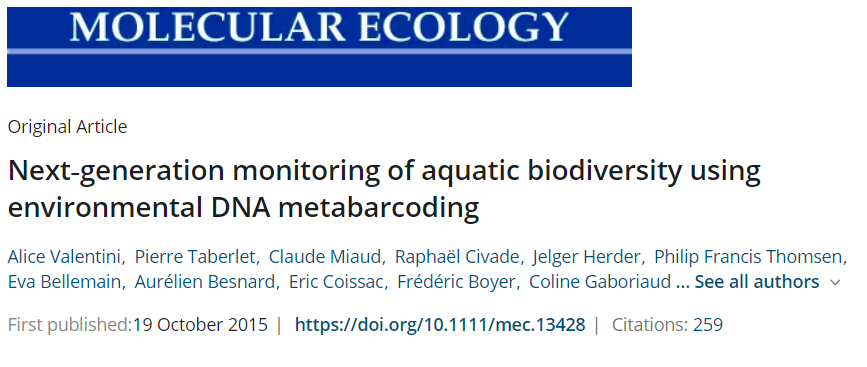 MOLECULAR ECOLOGY
Original Article
Next-generation monitoring of aquatic biodiversity using
environmental DNA metabarcoding
Alice Valentini, Pierre Taberlet, Claude Miaud, Raphaël Civade, Jelger Herder, Philip Francis Thomsen,
Eva Bellemain, Aurélien Besnard, Eric Coissac, Frédéric Boyer, Coline Gaboriaud ... See all authors
First published:19 October 2015 | https://doi.org/10.1111/mec.13428 | Citations: 259